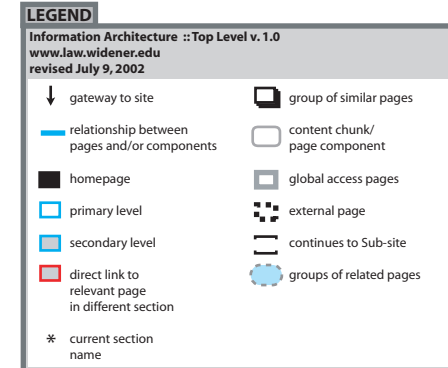 LEGEND
Information Architecture :: Top Level v. 1.0
www.law.widener.edu
revised July 9, 2002
gateway to site
relationship between
pages and/or components
homepage
primary level
secondary level
direct link to
relevant page
in different section
* current section
name
group of similar pages
content chunk/
page component
global access pages
external page
continues to Sub-site
groups of related pages